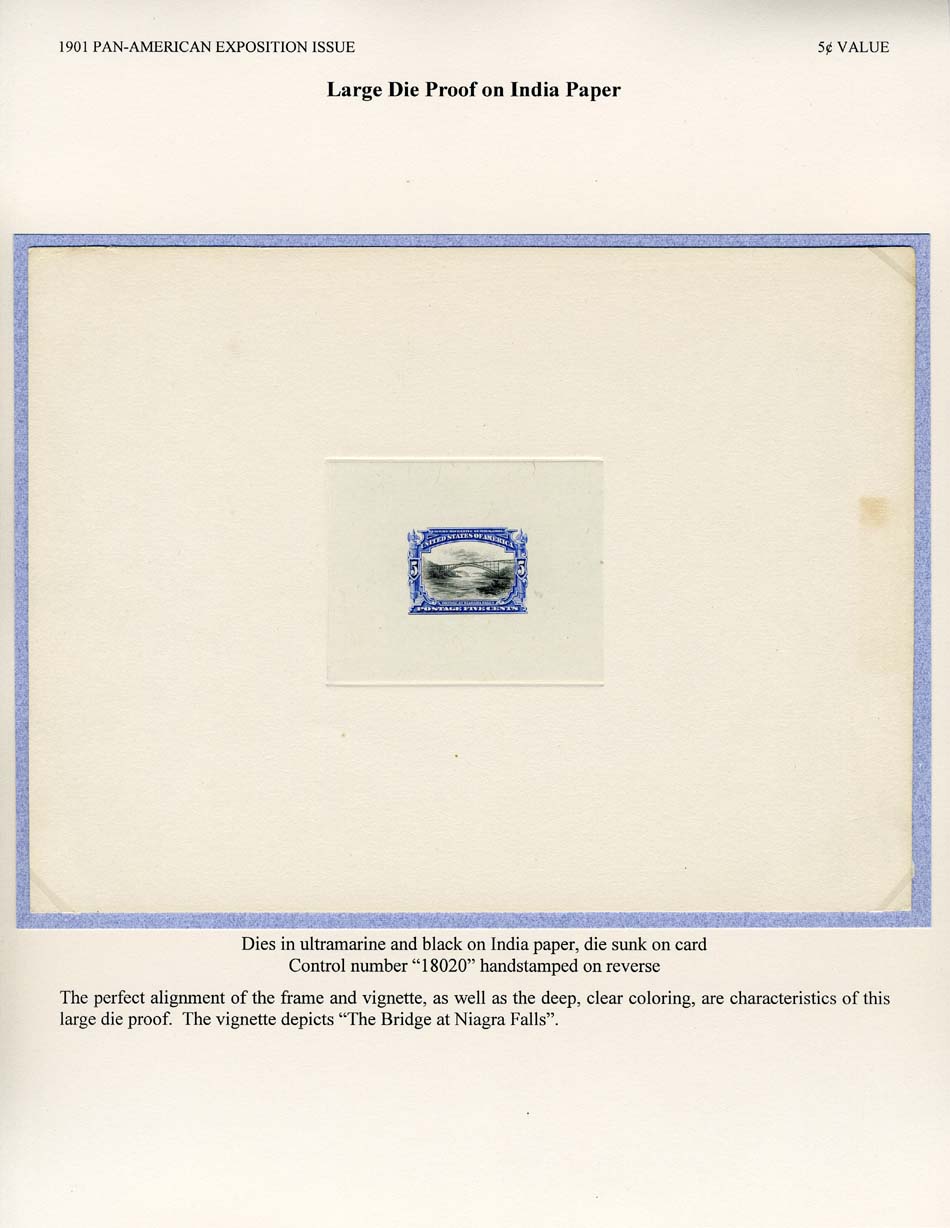 1901 PAN-AMERICAN EXPOSITION ISSUE 5¢ VALUE
Large Die Proof on India Paper
UNITED STATES OF AMERICA
5 5
POSTAGE FIVE CENTS
Dies in ultramarine and black on India paper, die sunk on card
Control number “18020” handstamped on reverse
The perfect alignment of the frame and vignette, as well as the deep, clear coloring, are characteristics of this
large die proof. The vignette depicts “The Bridge at Niagra Falls”.